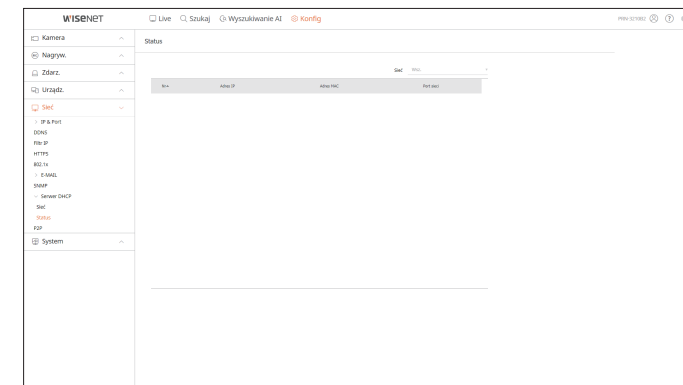 WISENET
Live Szukaj Wyszukiwanie AI Konfig
Kamera
Nagryw.
Zdarz.
Urządz.
Sieć
IP & Port
DDNS
Filtr IP
HTTPS
802.1x
E-MAIL
SNMP
Serwer DHCP
Sieć
Status
P2P
System
Status
Sieć
Adres IP Adres MAC Port sieci